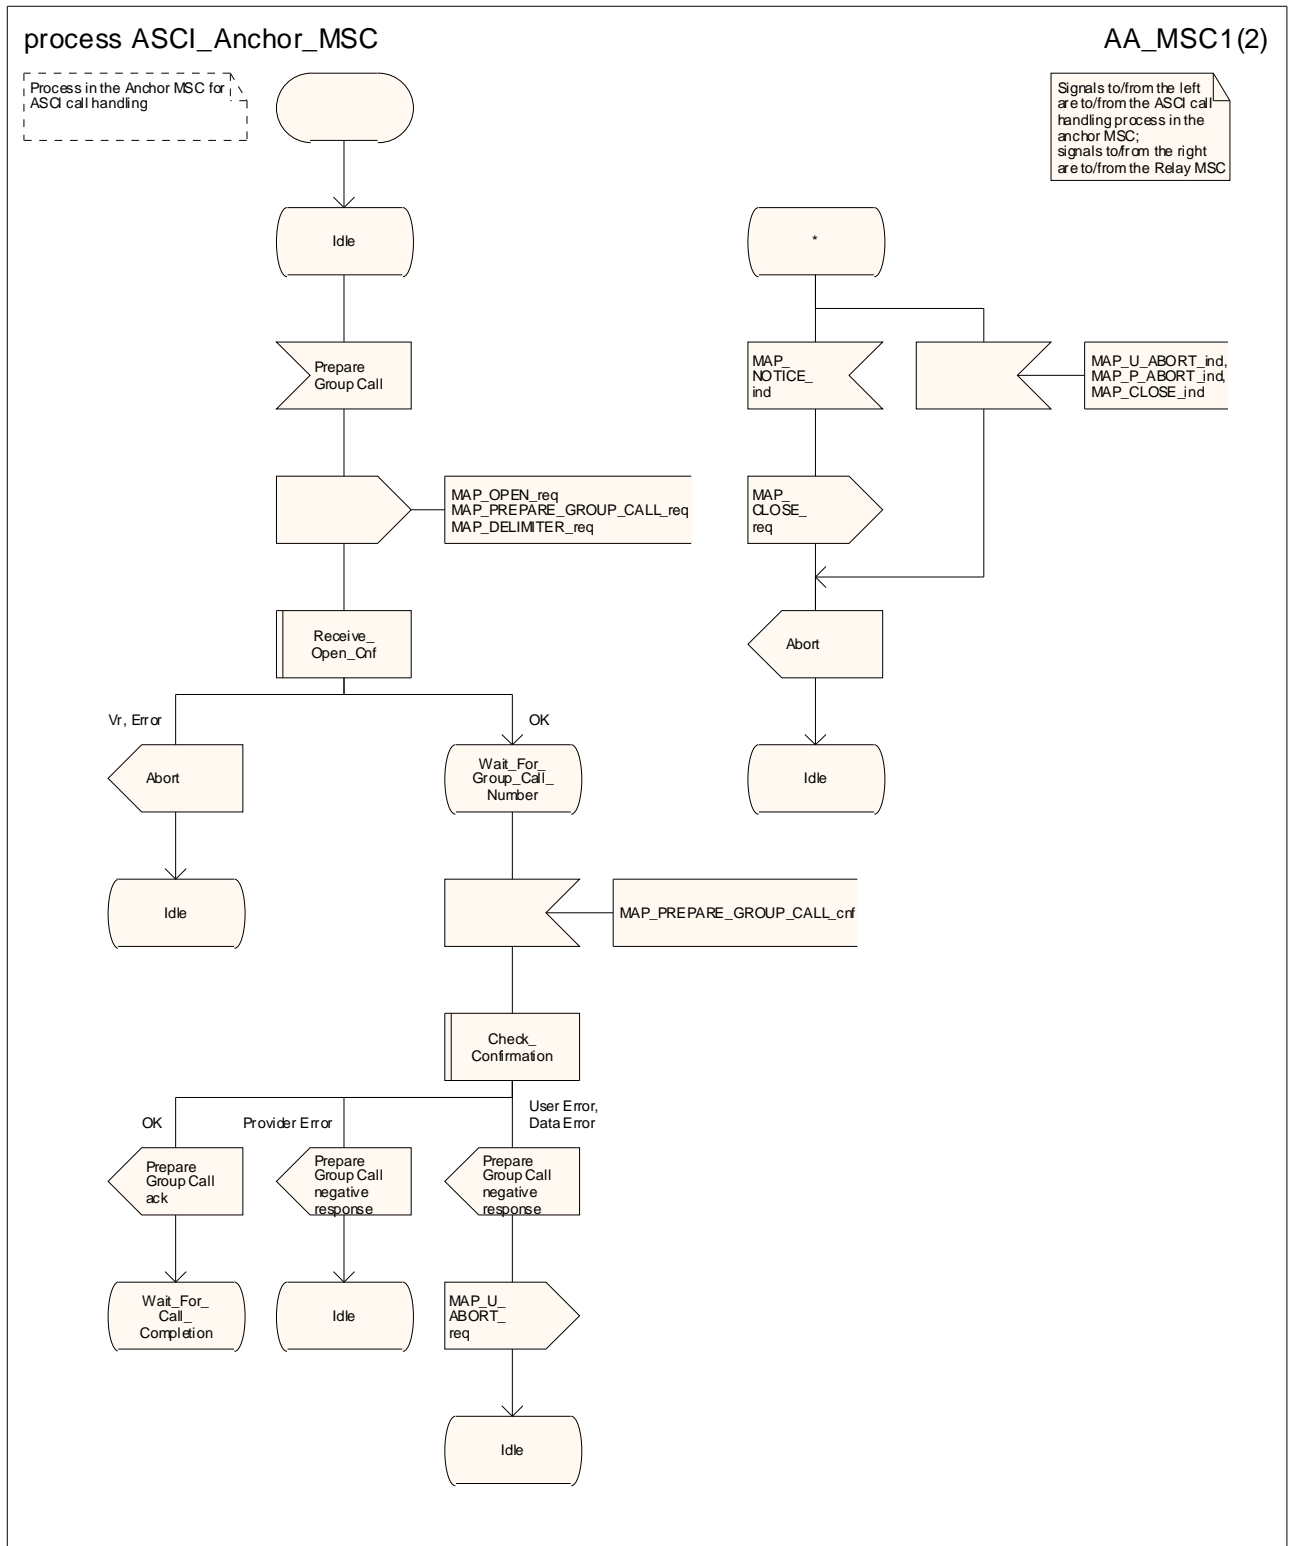 process ASCI_Anchor_MSC
AA_MSC1(2)
Process in the Anchor MSC for
ASCI call handling
Signals to/from the left
are to/from the ASCI call
handling process in the
anchor MSC;
signals to/from the right
are to/from the Relay MSC
Idle
*
Prepare
Group Call
MAP_
NOTICE_
ind
MAP_U_ABORT_ind,
MAP_P_ABORT_ind,
MAP_CLOSE_ind
MAP_OPEN_req
MAP_PREPARE_GROUP_CALL_req
MAP_DELIMITER_req
MAP_
CLOSE_
req
Receive_
Open_Cnf
Abort
Vr, Error
OK
Abort
Wait_For_
Group_Call_
Number
Idle
Idle
MAP_PREPARE_GROUP_CALL_cnf
Check_
Confirmation
OK
Provider Error
User Error,
Data Error
Prepare
Group Call
ack
Prepare
Group Call
negative
response
Prepare
Group Call
negative
response
Wait_For_
Call_
Completion
Idle
MAP_U_
ABORT_
req
Idle